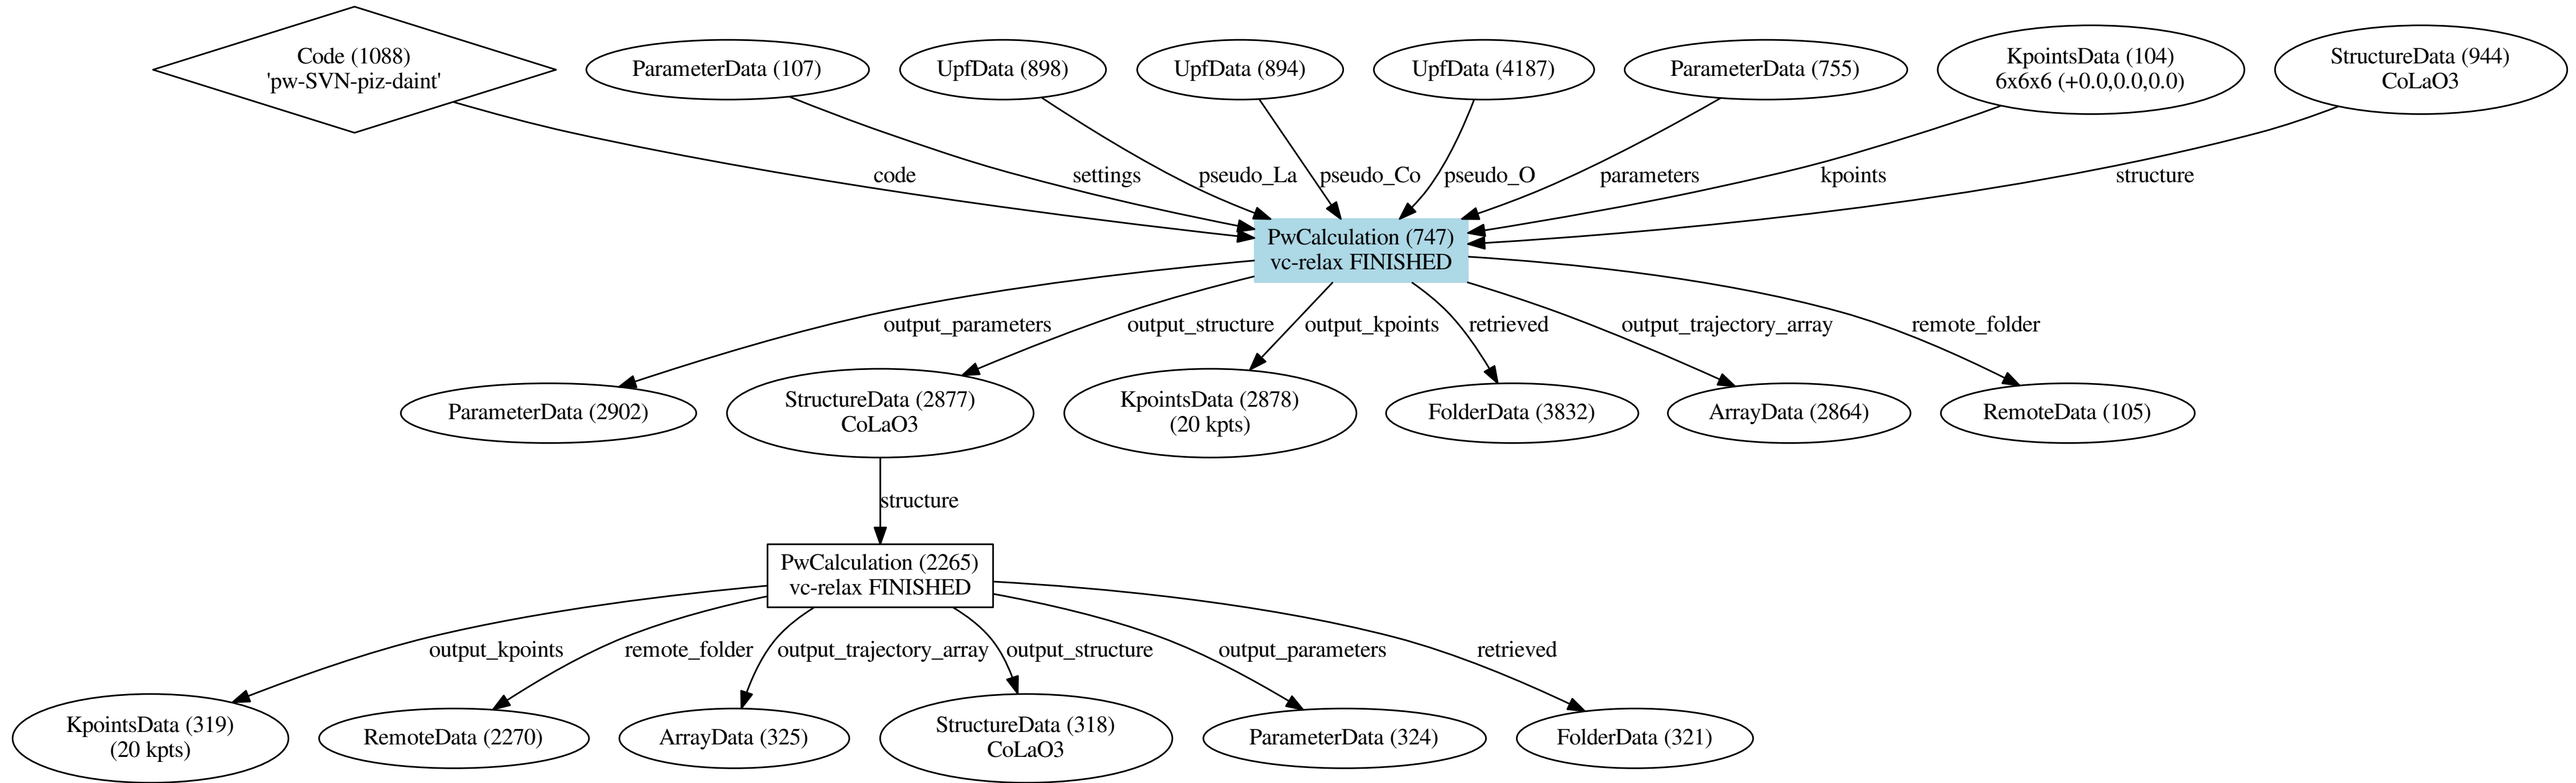 Code (1088)
'pw-SVN-piz-daint'
ParameterData (107)
UpfData (898)
UpfData (894)
UpfData (4187)
ParameterData (755)
KpointsData (104)
6x6x6 (+0.0,0.0,0.0)
StructureData (944)
CoLaO3
code
settings
pseudo_La
pseudo_Co
pseudo_O
parameters
kpoints
structure
PwCalculation (747)
vc-relax FINISHED
output_parameters
output_structure
output_kpoints
retrieved
output_trajectory_array
remote_folder
ParameterData (2902)
StructureData (2877)
CoLaO3
KpointsData (2878)
(20 kpts)
FolderData (3832)
ArrayData (2864)
RemoteData (105)
structure
PwCalculation (2265)
vc-relax FINISHED
output_kpoints
remote_folder
output_trajectory_array
output_structure
output_parameters
retrieved
KpointsData (319)
(20 kpts)
RemoteData (2270)
ArrayData (325)
StructureData (318)
CoLaO3
ParameterData (324)
FolderData (321)